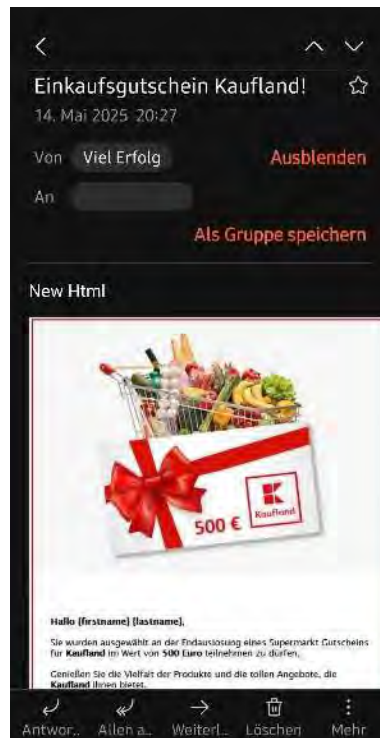 Einkaufsgutschein Kaufland!
14. Mai 2025 20:27
Von Viel Erfolg Ausblenden
An
Als Gruppe speichern
New Html
500 €
Kaufland
Hallo {firstname} {lastname},
Sie wurden ausgewählt an der Endauslosung eines Supermarkt Gutscheins
für Kaufland im Wert von 500 Euro teilnehmen zu dürfen.
Genießen Sie die Vielfalt der Produkte und die tollen Angebote, die
Kaufland Ihnen bietet.
Antwor.. Allen a.. Weiterl.. Löschen Mehr